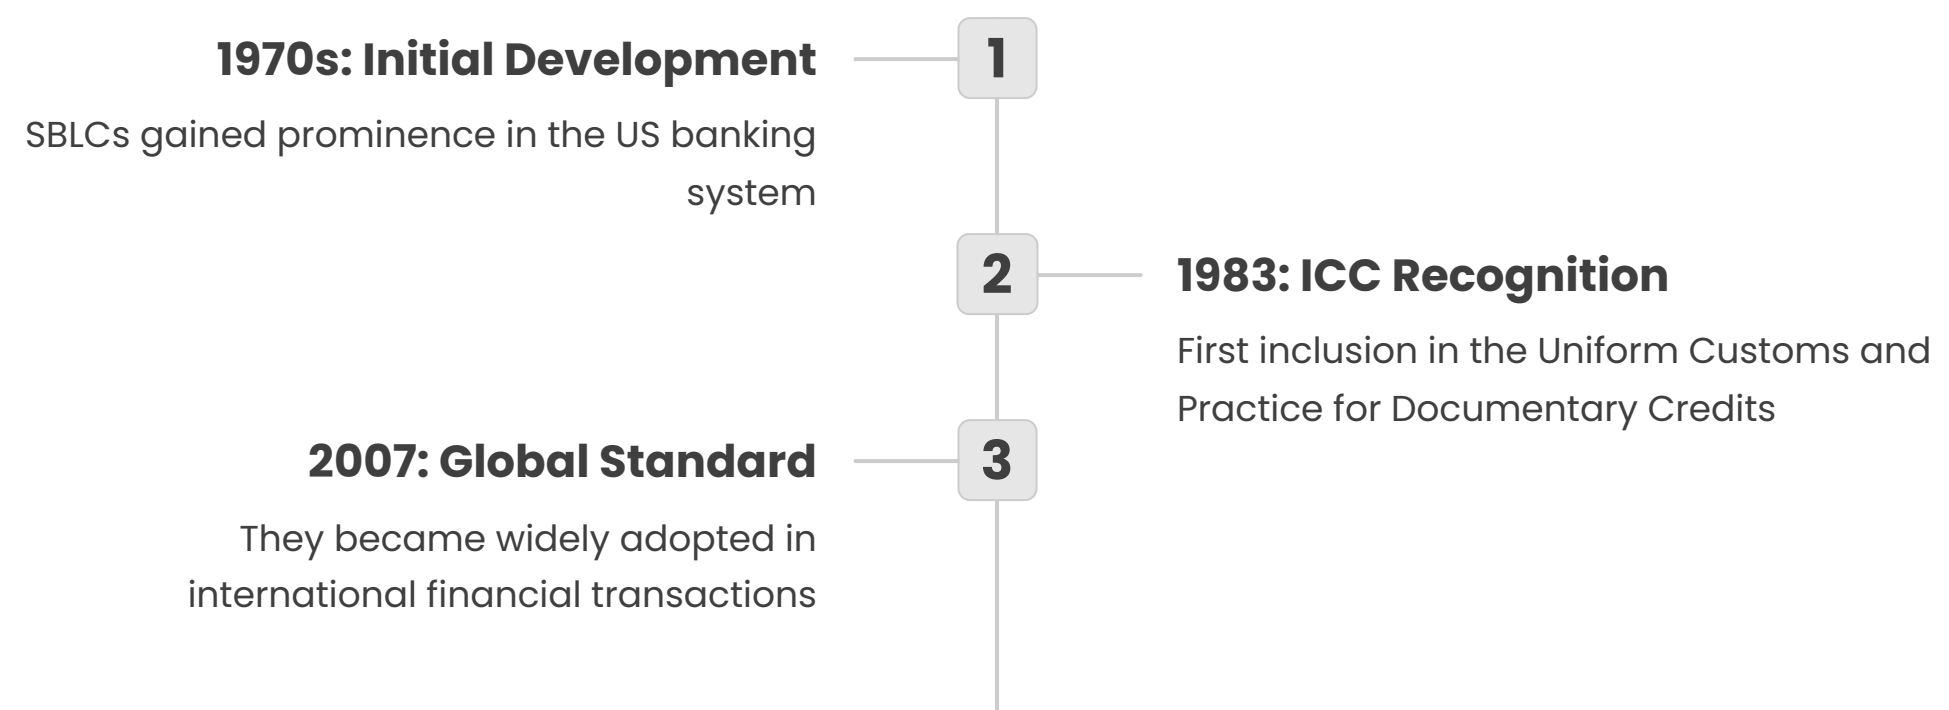 1970s: Initial Development
1
SBLCs gained prominence in the US banking
system
2
1983: ICC Recognition
First inclusion in the Uniform Customs and
Practice for Documentary Credits
2007: Global Standard
3
They became widely adopted in
international financial transactions